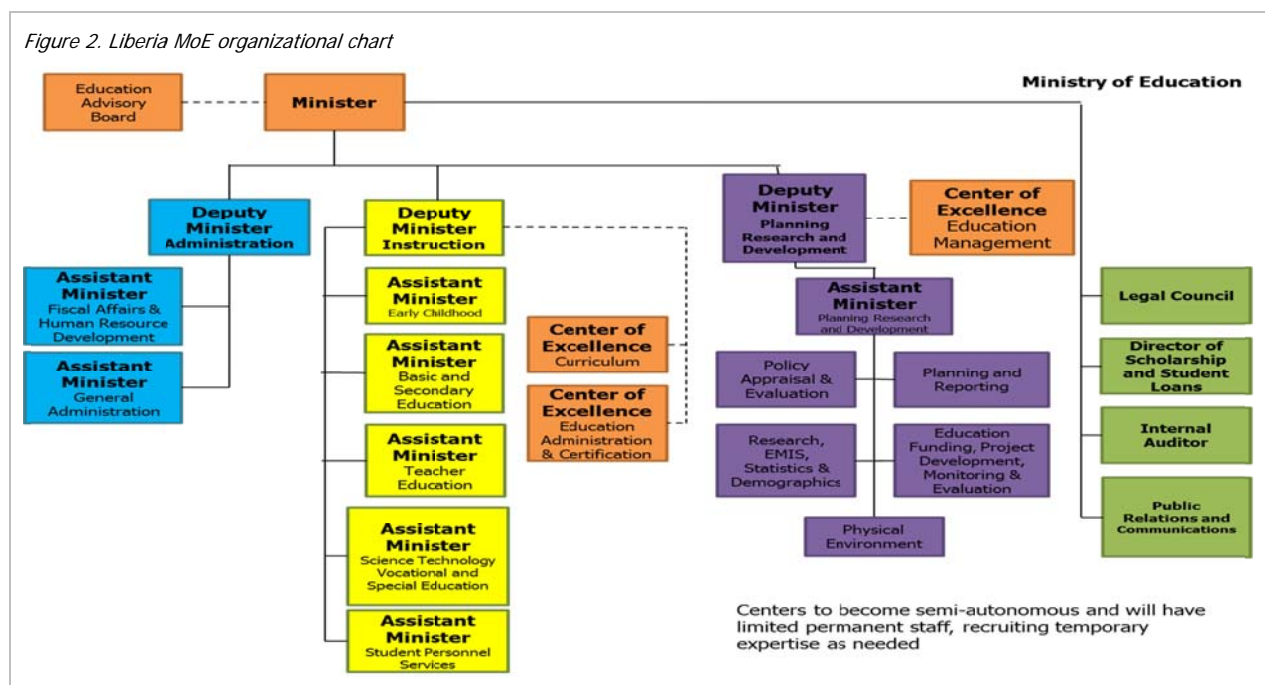 Figure 2. Liberia MoE organizational chart
Ministry of Education
Education
Advisory
Board
Minister
Deputy
Minister
Administration
Assistant
Minister
Fiscal Affairs &
Human Resource
Development
Assistant
Minister
General
Administration
Deputy
Minister
Instruction
Assistant
Minister
Early Childhood
Assistant
Minister
Basic and
Secondary
Education
Assistant
Minister
Teacher
Education
Assistant
Minister
Science Technology
Vocational and
Special Education
Assistant
Minister
Student Personnel
Services
Center of
Excellence
Curriculum
Center of
Excellence
Education
Administration
& Certification
Deputy
Minister
Planning
Research and
Development
Center of
Excellence
Education
Management
Assistant
Minister
Planning Research
and Development
Policy
Appraisal &
Evaluation
Planning and
Reporting
Research,
EMIS,
Statistics &
Demographics
Education
Funding, Project
Development,
Monitoring &
Evaluation
Physical
Environment
Legal Council
Director of
Scholarship
and Student
Loans
Internal
Auditor
Public
Relations and
Communications
Centers to become semi-autonomous and will have
limited permanent staff, recruiting temporary
expertise as needed